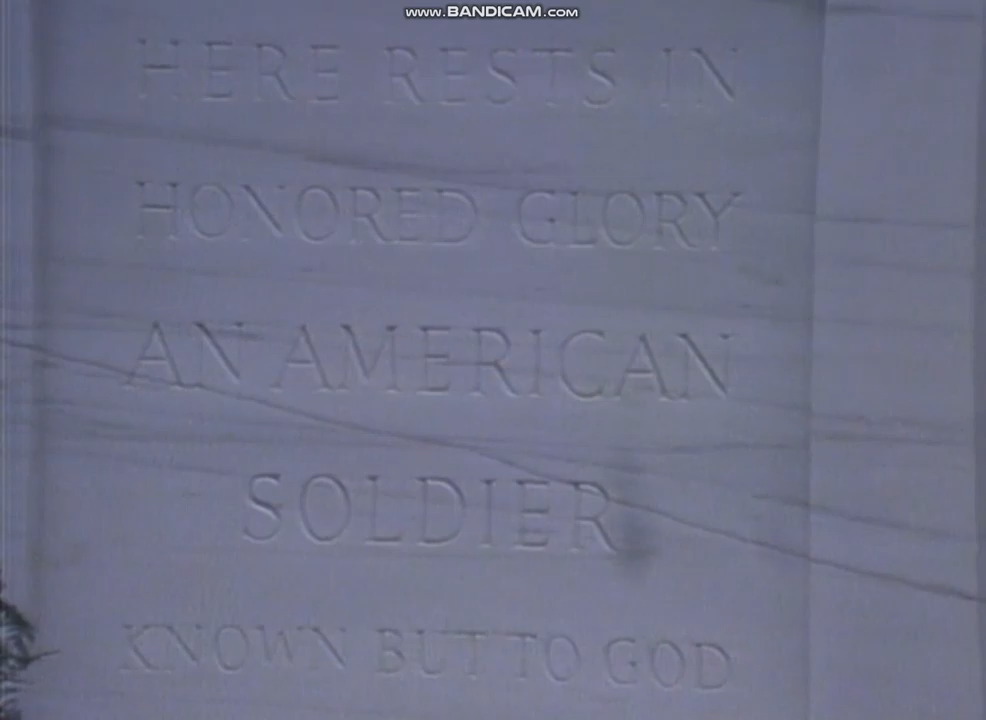 www.BANDICAM.com
HERE RESTS IN
HONORED GLORY
AN AMERICAN
SOLDIER
KNOWN BUT TO GOD